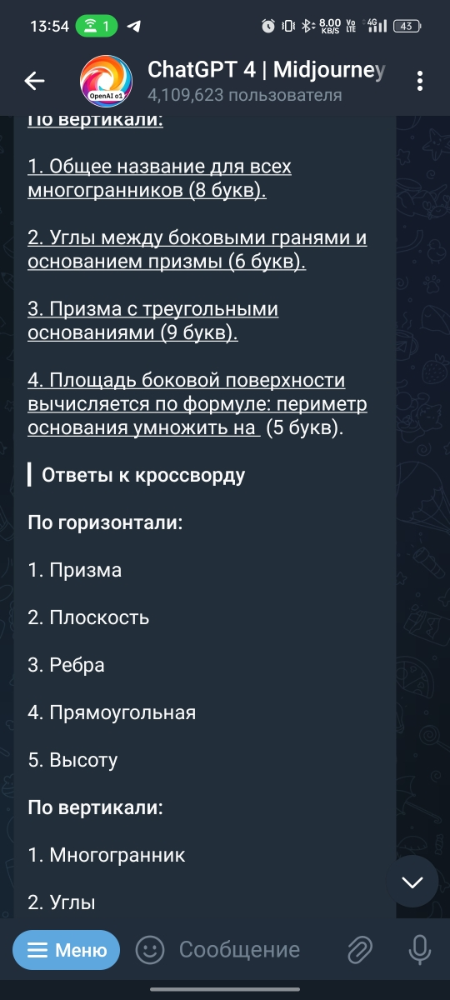 13:54 1 8.00 KB/S Vo LTE 4G 43
ChatGPT 4 | Midjourney
OpenAI o1
4,109,623 пользователя
По вертикали:
1. Общее название для всех
многогранников (8 букв).
2. Углы между боковыми гранями и
основанием призмы (6 букв).
3. Призма с треугольными
основаниями (9 букв).
4. Площадь боковой поверхности
вычисляется по формуле: периметр
основания умножить на (5 букв).
Ответы к кроссворду
По горизонтали:
1. Призма
2. Плоскость
3. Ребра
4. Прямоугольная
5. Высоту
По вертикали:
1. Многогранник
2. Углы
Меню
Сообщение